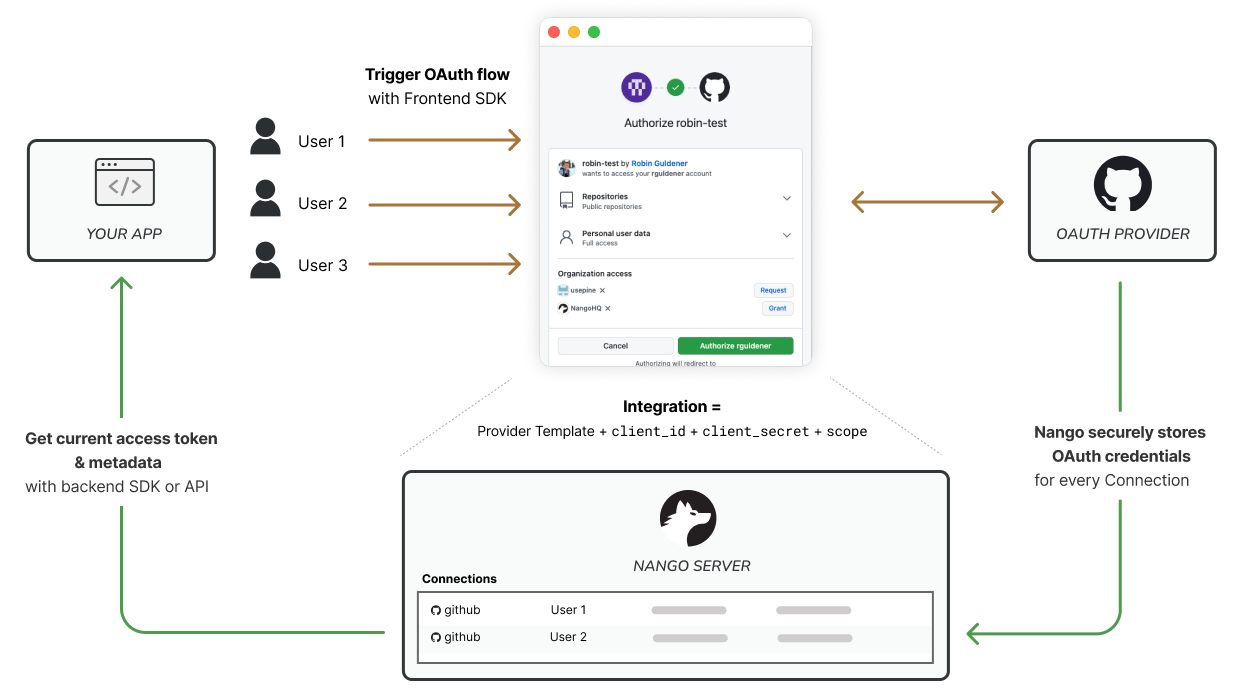 Trigger OAuth flow
with Frontend SDK
User 1
User 2
User 3
</>
YOUR APP
Authorize robin-test
robin-test by Robin Guldener
wants to access your rguldener account
Repositories
Public repositories
Personal user data
Full access
Organization access
usepine ×
Request
NangoHQ ×
Grant
Cancel
Authorize rguldener
Authorizing will redirect to
OAUTH PROVIDER
Integration =
Provider Template + client_id + client_secret + scope
Get current access token
& metadata
with backend SDK or API
Nango securely stores
OAuth credentials
for every Connection
NANGO SERVER
Connections
github User 1
github User 2